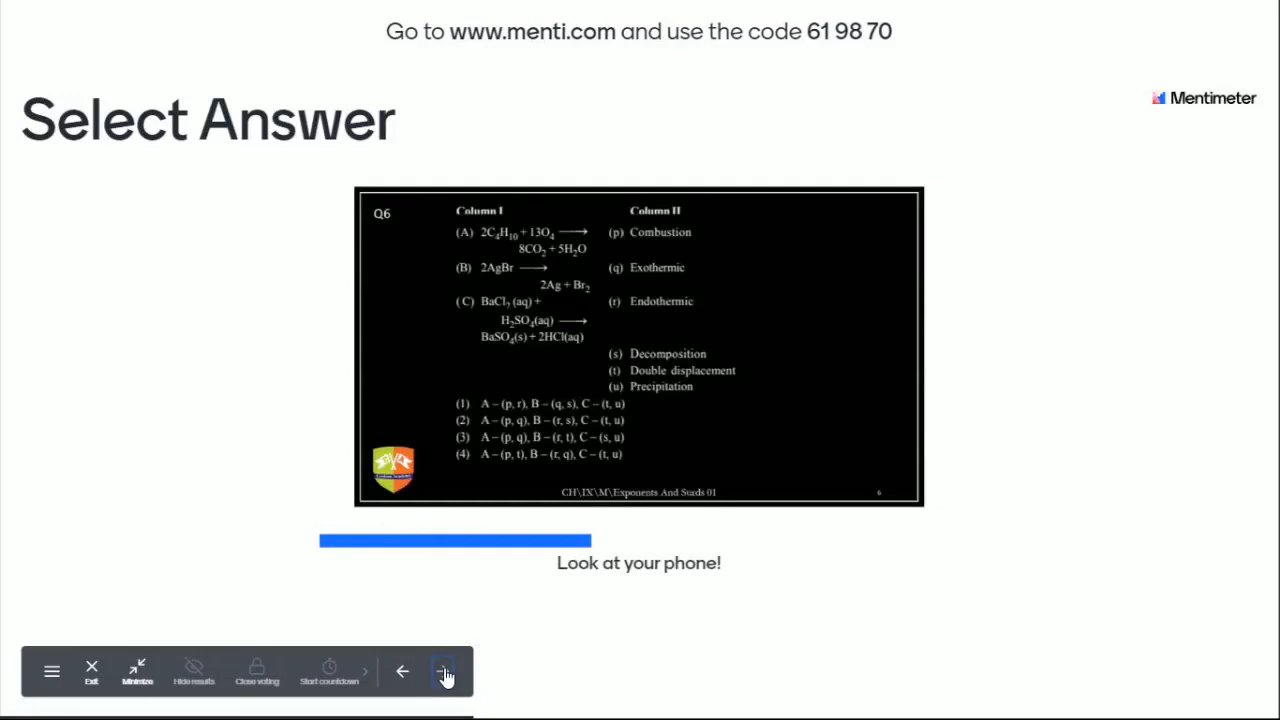 Go to www.menti.com and use the code 61 98 70
Select Answer
Mentimeter
Q6
Column I
Column II
(A) 2C₄H₁₀ + 13O₄ ⟶
(p) Combustion
8CO₂ + 5H₂O
(B) 2AgBr ⟶
(q) Exothermic
2Ag + Br₂
(C) BaCl₂ (aq) +
(r) Endothermic
H₂SO₄(aq) ⟶
BaSO₄(s) + 2HCl(aq)
(s) Decomposition
(t) Double displacement
(u) Precipitation
(1) A – (p, r), B – (q, s), C – (t, u)
(2) A – (p, q), B – (r, s), C – (t, u)
(3) A – (p, q), B – (r, t), C – (s, u)
(4) A – (p, t), B – (r, q), C – (t, u)
CH\IX\M\Exponents And Surds 01
6
Look at your phone!
Exit
Minimize
Hide results
Close voting
Start countdown